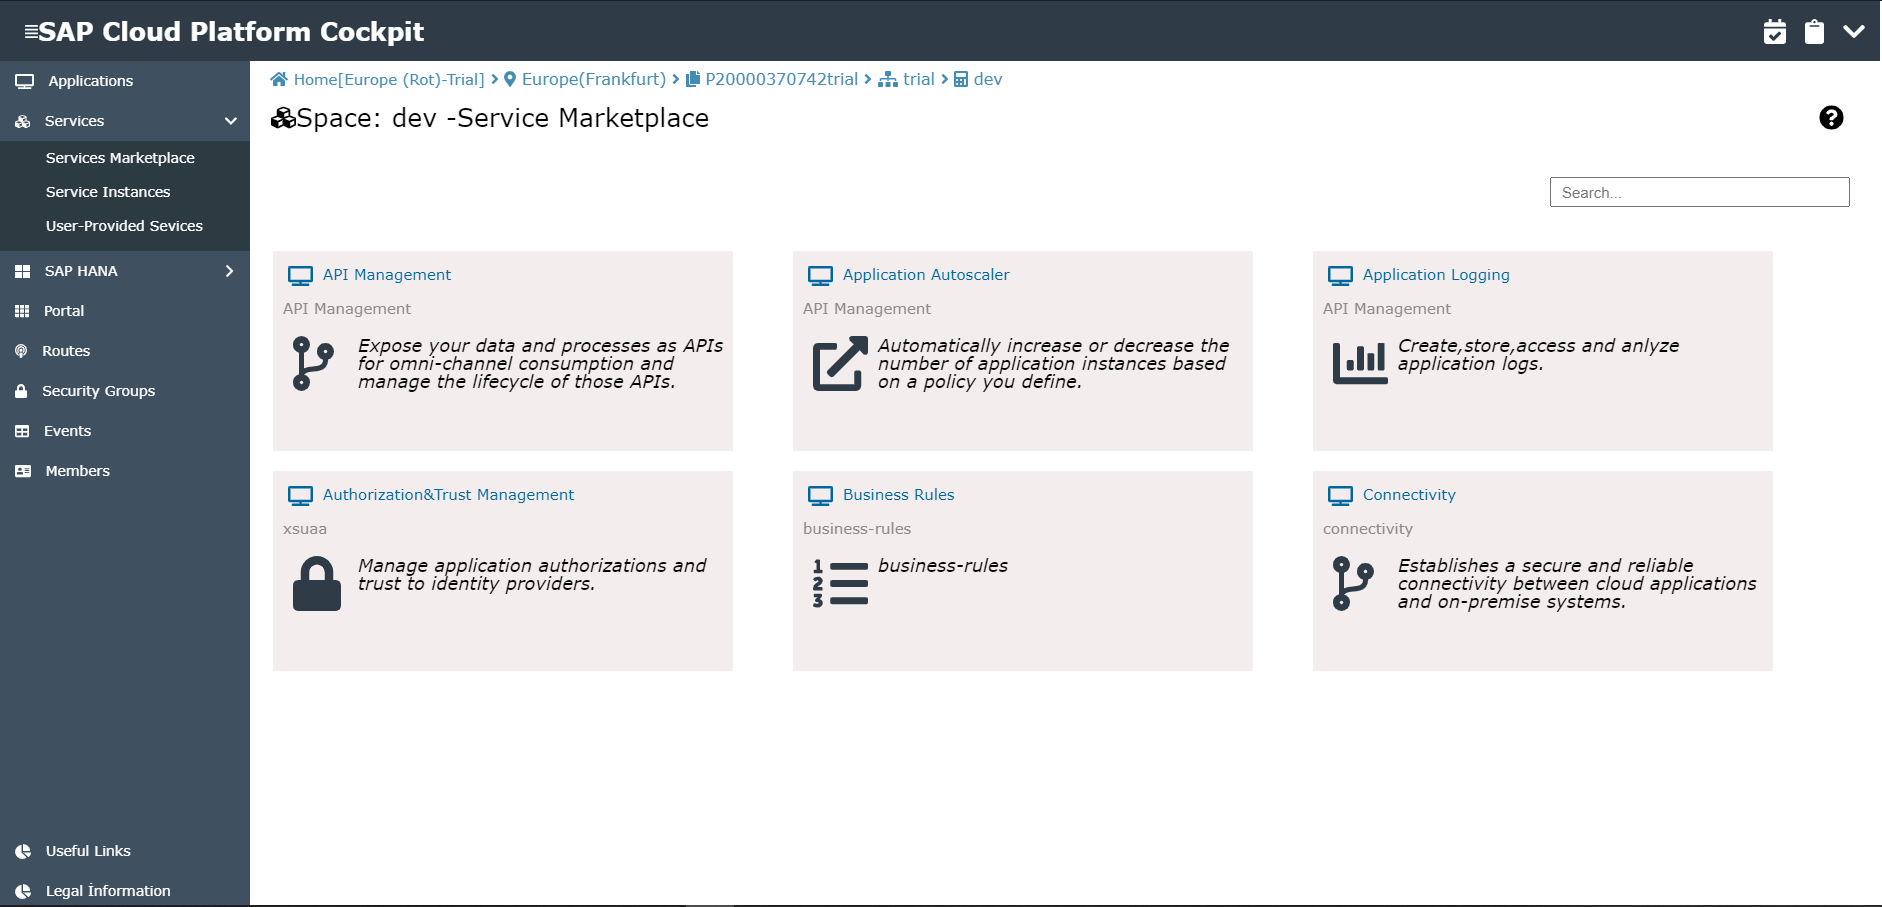 SAP Cloud Platform Cockpit
Applications
Services
Services Marketplace
Service Instances
User-Provided Sevices
SAP HANA
Portal
Routes
Security Groups
Events
Members
Useful Links
Legal İnformation
Home[Europe (Rot)-Trial] > Europe(Frankfurt) > P20000370742trial > trial > dev
Space: dev -Service Marketplace
Search...
API Management
API Management
Expose your data and processes as APIs
for omni-channel consumption and
manage the lifecycle of those APIs.
Application Autoscaler
API Management
Automatically increase or decrease the
number of application instances based
on a policy you define.
Application Logging
API Management
Create,store,access and anlyze
application logs.
Authorization&Trust Management
xsuaa
Manage application authorizations and
trust to identity providers.
Business Rules
business-rules
business-rules
Connectivity
connectivity
Establishes a secure and reliable
connectivity between cloud applications
and on-premise systems.